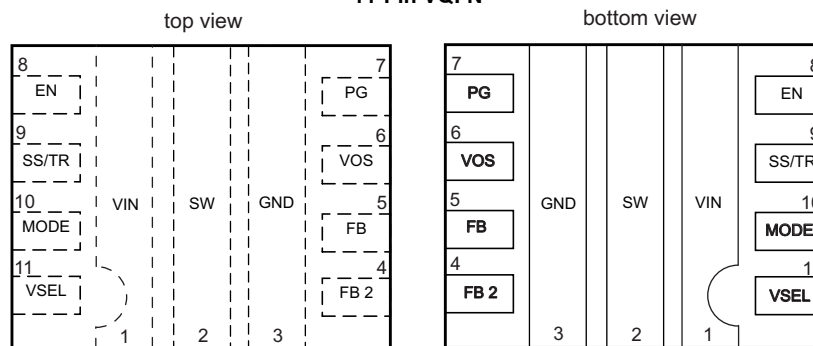 top view
bottom view
8
7
EN
PG
9
6
SS/TR
VOS
10
5
MODE
FB
11
4
VSEL
FB 2
VIN
SW
GND
1
2
3
7
PG
EN
6
VOS
SS/TR
5
FB
MODE
4
FB 2
VSEL
GND
SW
VIN
3
2
1